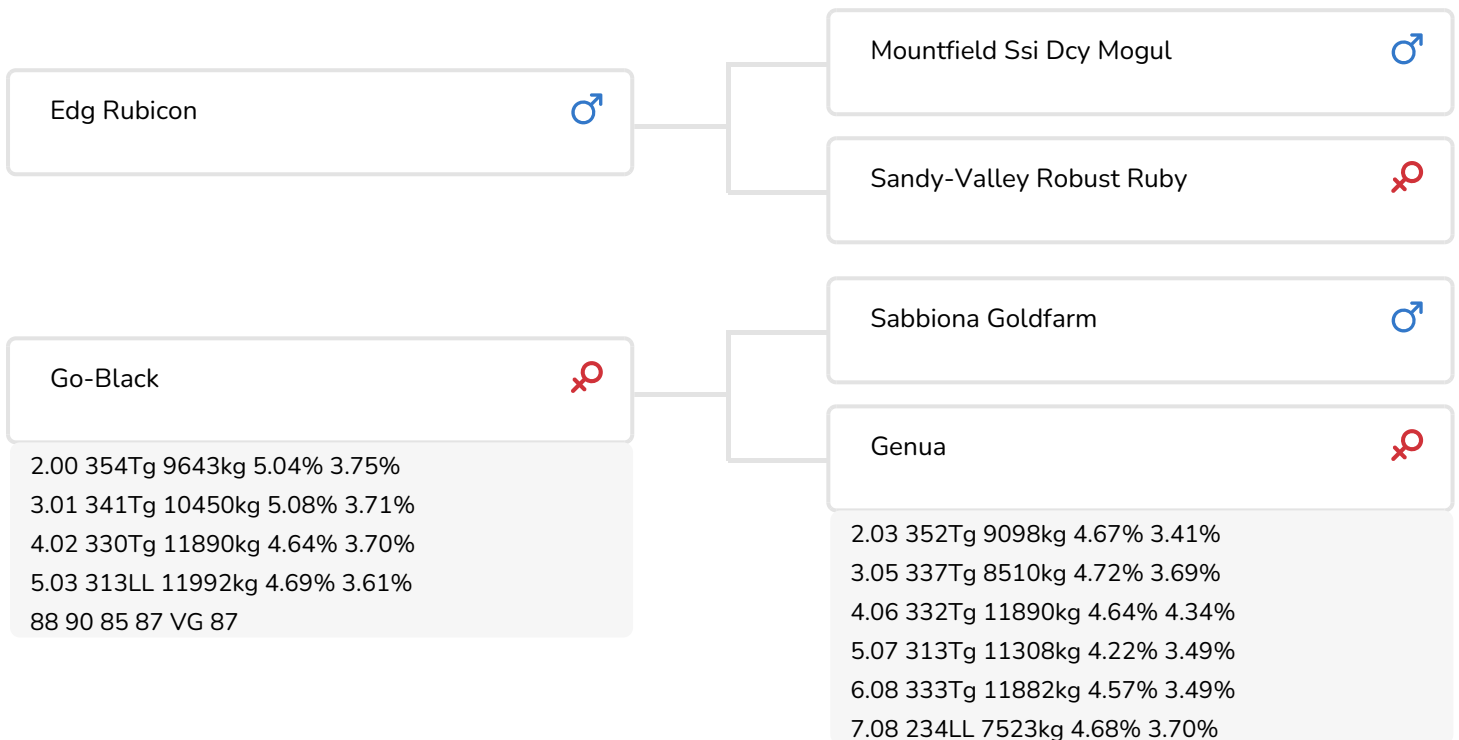 Mountfield Ssi Dcy Mogul
Edg Rubicon
Sandy-Valley Robust Ruby
Sabbiona Goldfarm
Go-Black
2.00 354Tg 9643kg 5.04% 3.75%
3.01 341Tg 10450kg 5.08% 3.71%
4.02 330Tg 11890kg 4.64% 3.70%
5.03 313LL 11992kg 4.69% 3.61%
88 90 85 87 VG 87
Genua
2.03 352Tg 9098kg 4.67% 3.41%
3.05 337Tg 8510kg 4.72% 3.69%
4.06 332Tg 11890kg 4.64% 4.34%
5.07 313Tg 11308kg 4.22% 3.49%
6.08 333Tg 11882kg 4.57% 3.49%
7.08 234LL 7523kg 4.68% 3.70%